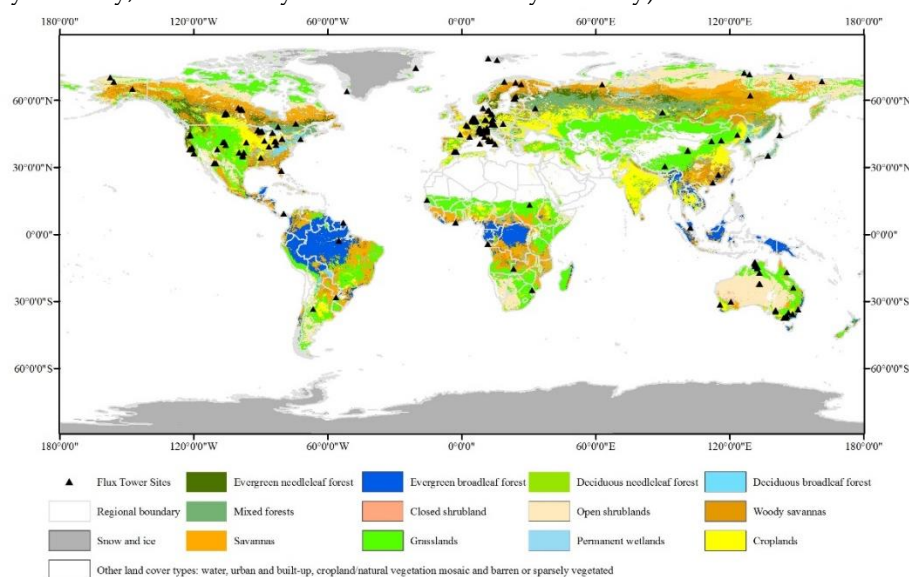 180°0'0" 120°0'0"W 60°0'0"W 0°0'0" 60°0'0"E 120°0'0"E 180°0'0"
60°0'0"N 60°0'0"N
30°0'0"N 30°0'0"N
0°0'0" 0°0'0"
30°0'0"S 30°0'0"S
60°0'0"S 60°0'0"S
180°0'0" 120°0'0"W 60°0'0"W 0°0'0" 60°0'0"E 120°0'0"E 180°0'0"
Flux Tower Sites Evergreen needleleaf forest Evergreen broadleaf forest Deciduous needleleaf forest Deciduous broadleaf forest
Regional boundary Mixed forests Closed shrubland Open shrublands Woody savannas
Snow and ice Savannas Grasslands Permanent wetlands Croplands
Other land cover types: water, urban and built-up, cropland/natural vegetation mosaic and barren or sparsely vegetated